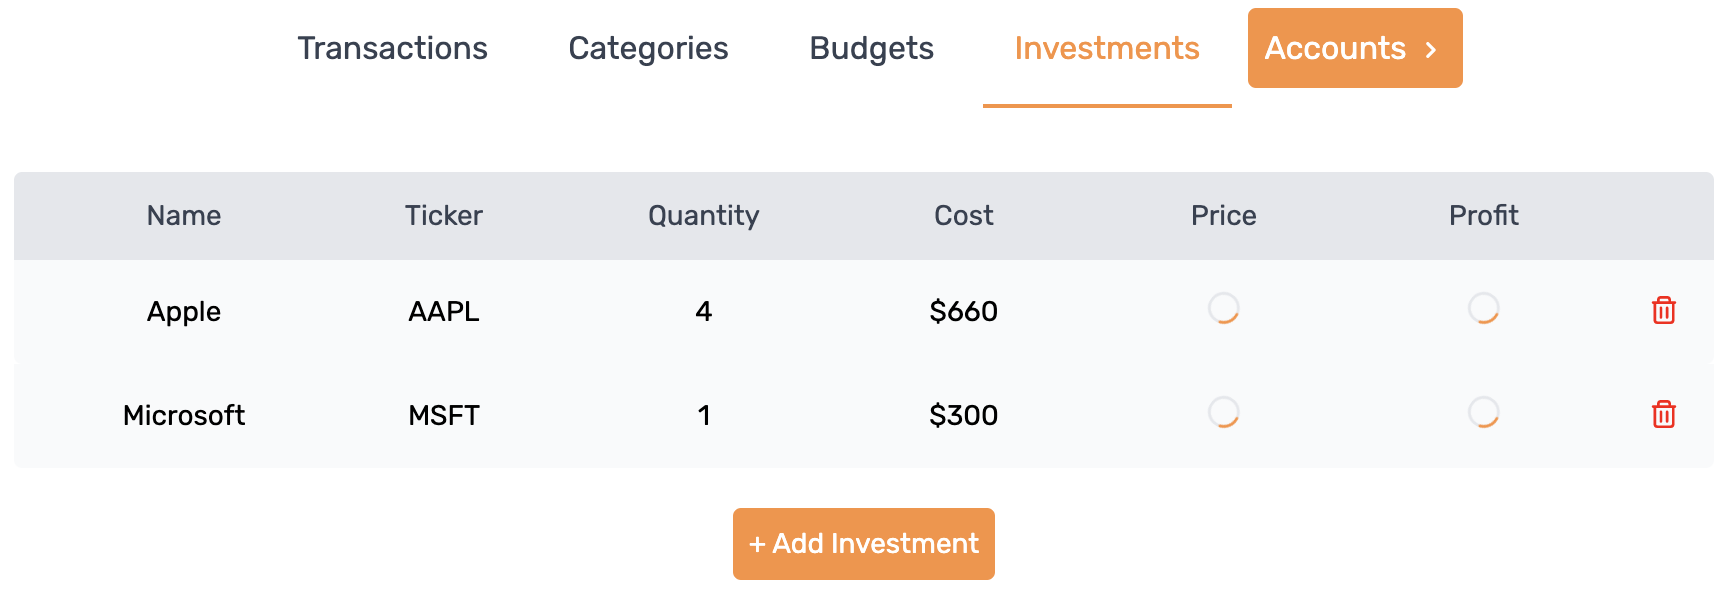 Transactions Categories Budgets Investments Accounts >
Name Ticker Quantity Cost Price Profit
Apple AAPL 4 $660
Microsoft MSFT 1 $300
+ Add Investment